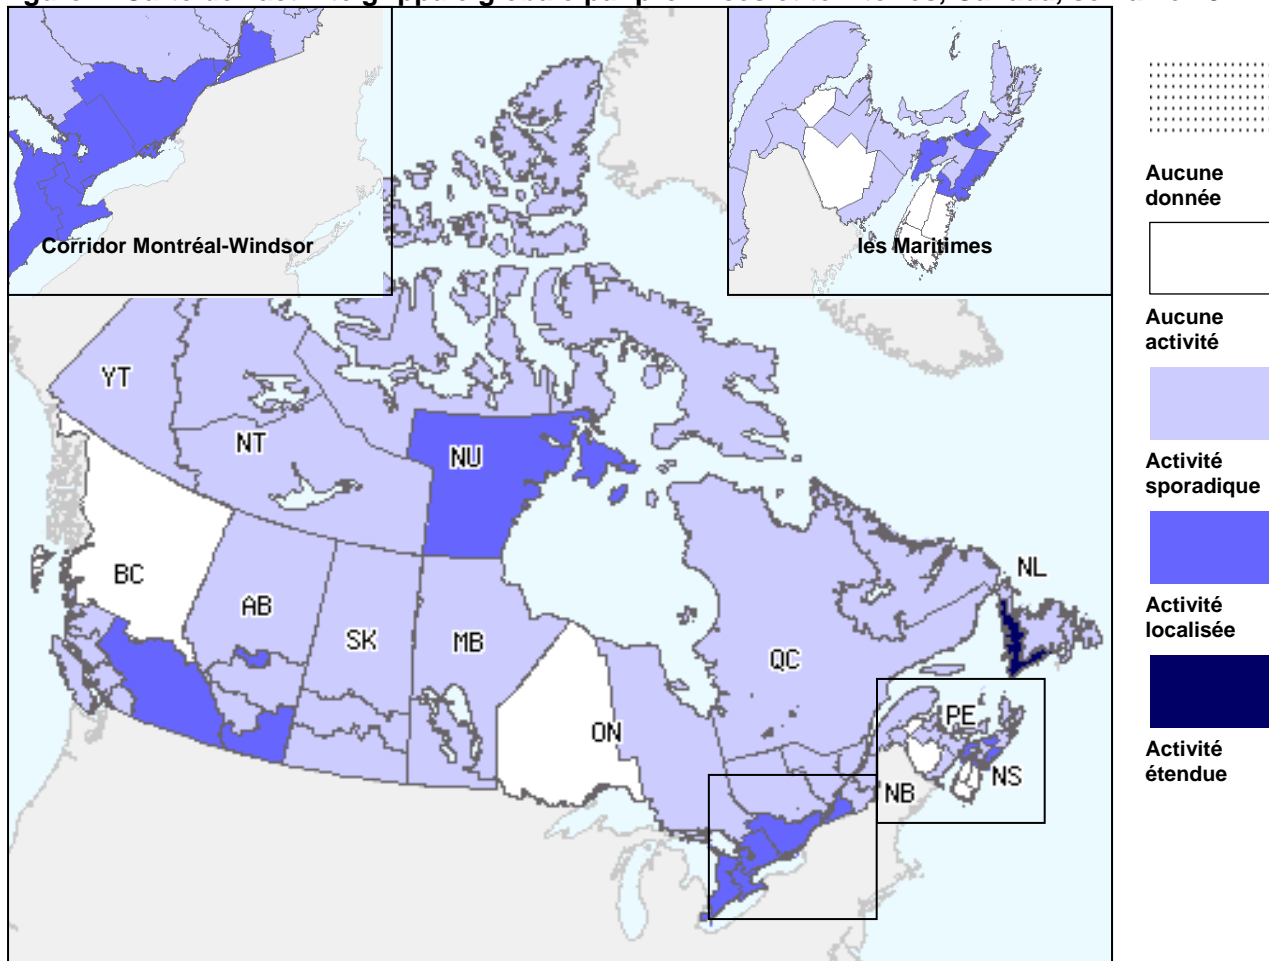 Corridor Montréal-Windsor
les Maritimes
YT
NT
NU
BC
AB
SK
MB
ON
QC
NL
PE
NB
NS
Aucune
donnée
Aucune
activité
Activité
sporadique
Activité
localisée
Activité
étendue